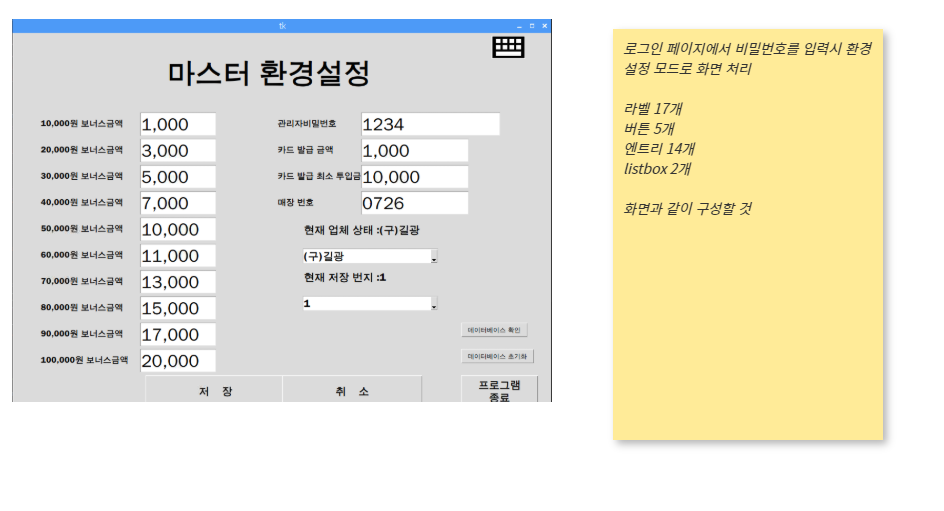 tk
마스터 환경설정
10,000원 보너스금액 1,000 관리자비밀번호 1234
20,000원 보너스금액 3,000 카드 발급 금액 1,000
30,000원 보너스금액 5,000 카드 발급 최소 투입금 10,000
40,000원 보너스금액 7,000 매장 번호 0726
50,000원 보너스금액 10,000 현재 업체 상태 :(구)길광
60,000원 보너스금액 11,000 (구)길광
70,000원 보너스금액 13,000 현재 저장 번지 :1
80,000원 보너스금액 15,000 1
90,000원 보너스금액 17,000 데이터베이스 확인
100,000원 보너스금액 20,000 데이터베이스 초기화
저 장 취 소 프로그램
종료
로그인 페이지에서 비밀번호를 입력시 환경
설정 모드로 화면 처리
라벨 17개
버튼 5개
엔트리 14개
listbox 2개
화면과 같이 구성할 것